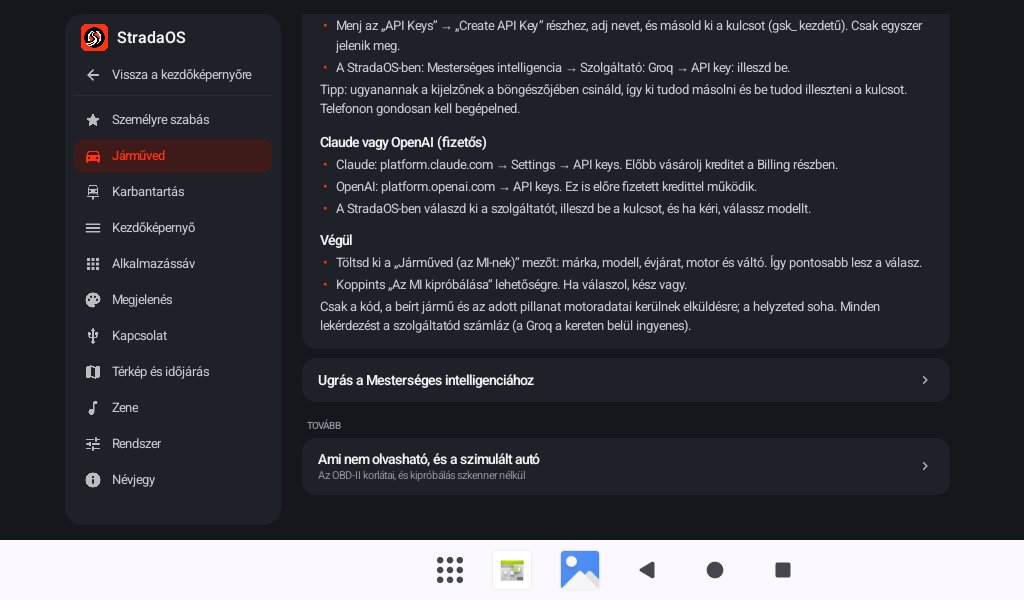 StradaOS
Vissza a kezdőképernyőre
Személyre szabás
Járműved
Karbantartás
Kezdőképernyő
Alkalmazássáv
Megjelenés
Kapcsolat
Térkép és időjárás
Zene
Rendszer
Névjegy
• Menj az „API Keys” → „Create API Key” részhez, adj nevet, és másold ki a kulcsot (gsk_ kezdetű). Csak egyszer
jelenik meg.
• A StradaOS-ben: Mesterséges intelligencia → Szolgáltató: Groq → API key: illeszd be.
Tipp: ugyanannak a kijelzőnek a böngészőjében csináld, így ki tudod másolni és be tudod illeszteni a kulcsot.
Telefonon gondosan kell begépelned.
Claude vagy OpenAI (fizetős)
• Claude: platform.claude.com → Settings → API keys. Előbb vásárolj kreditet a Billing részben.
• OpenAI: platform.openai.com → API keys. Ez is előre fizetett kredittel működik.
• A StradaOS-ben válaszd ki a szolgáltatót, illeszd be a kulcsot, és ha kéri, válassz modellt.
Végül
• Töltsd ki a „Járműved (az MI-nek)” mezőt: márka, modell, évjárat, motor és váltó. Így pontosabb lesz a válasz.
• Koppints „Az MI kipróbálása” lehetőségre. Ha válaszol, kész vagy.
Csak a kód, a beírt jármű és az adott pillanat motoradatai kerülnek elküldésre; a helyzeted soha. Minden
lekérdezést a szolgáltatód számláz (a Groq a kereten belül ingyenes).
Ugrás a Mesterséges intelligenciához
TOVÁBB
Ami nem olvasható, és a szimulált autó
Az OBD-II korlátai, és kipróbálás szkenner nélkül